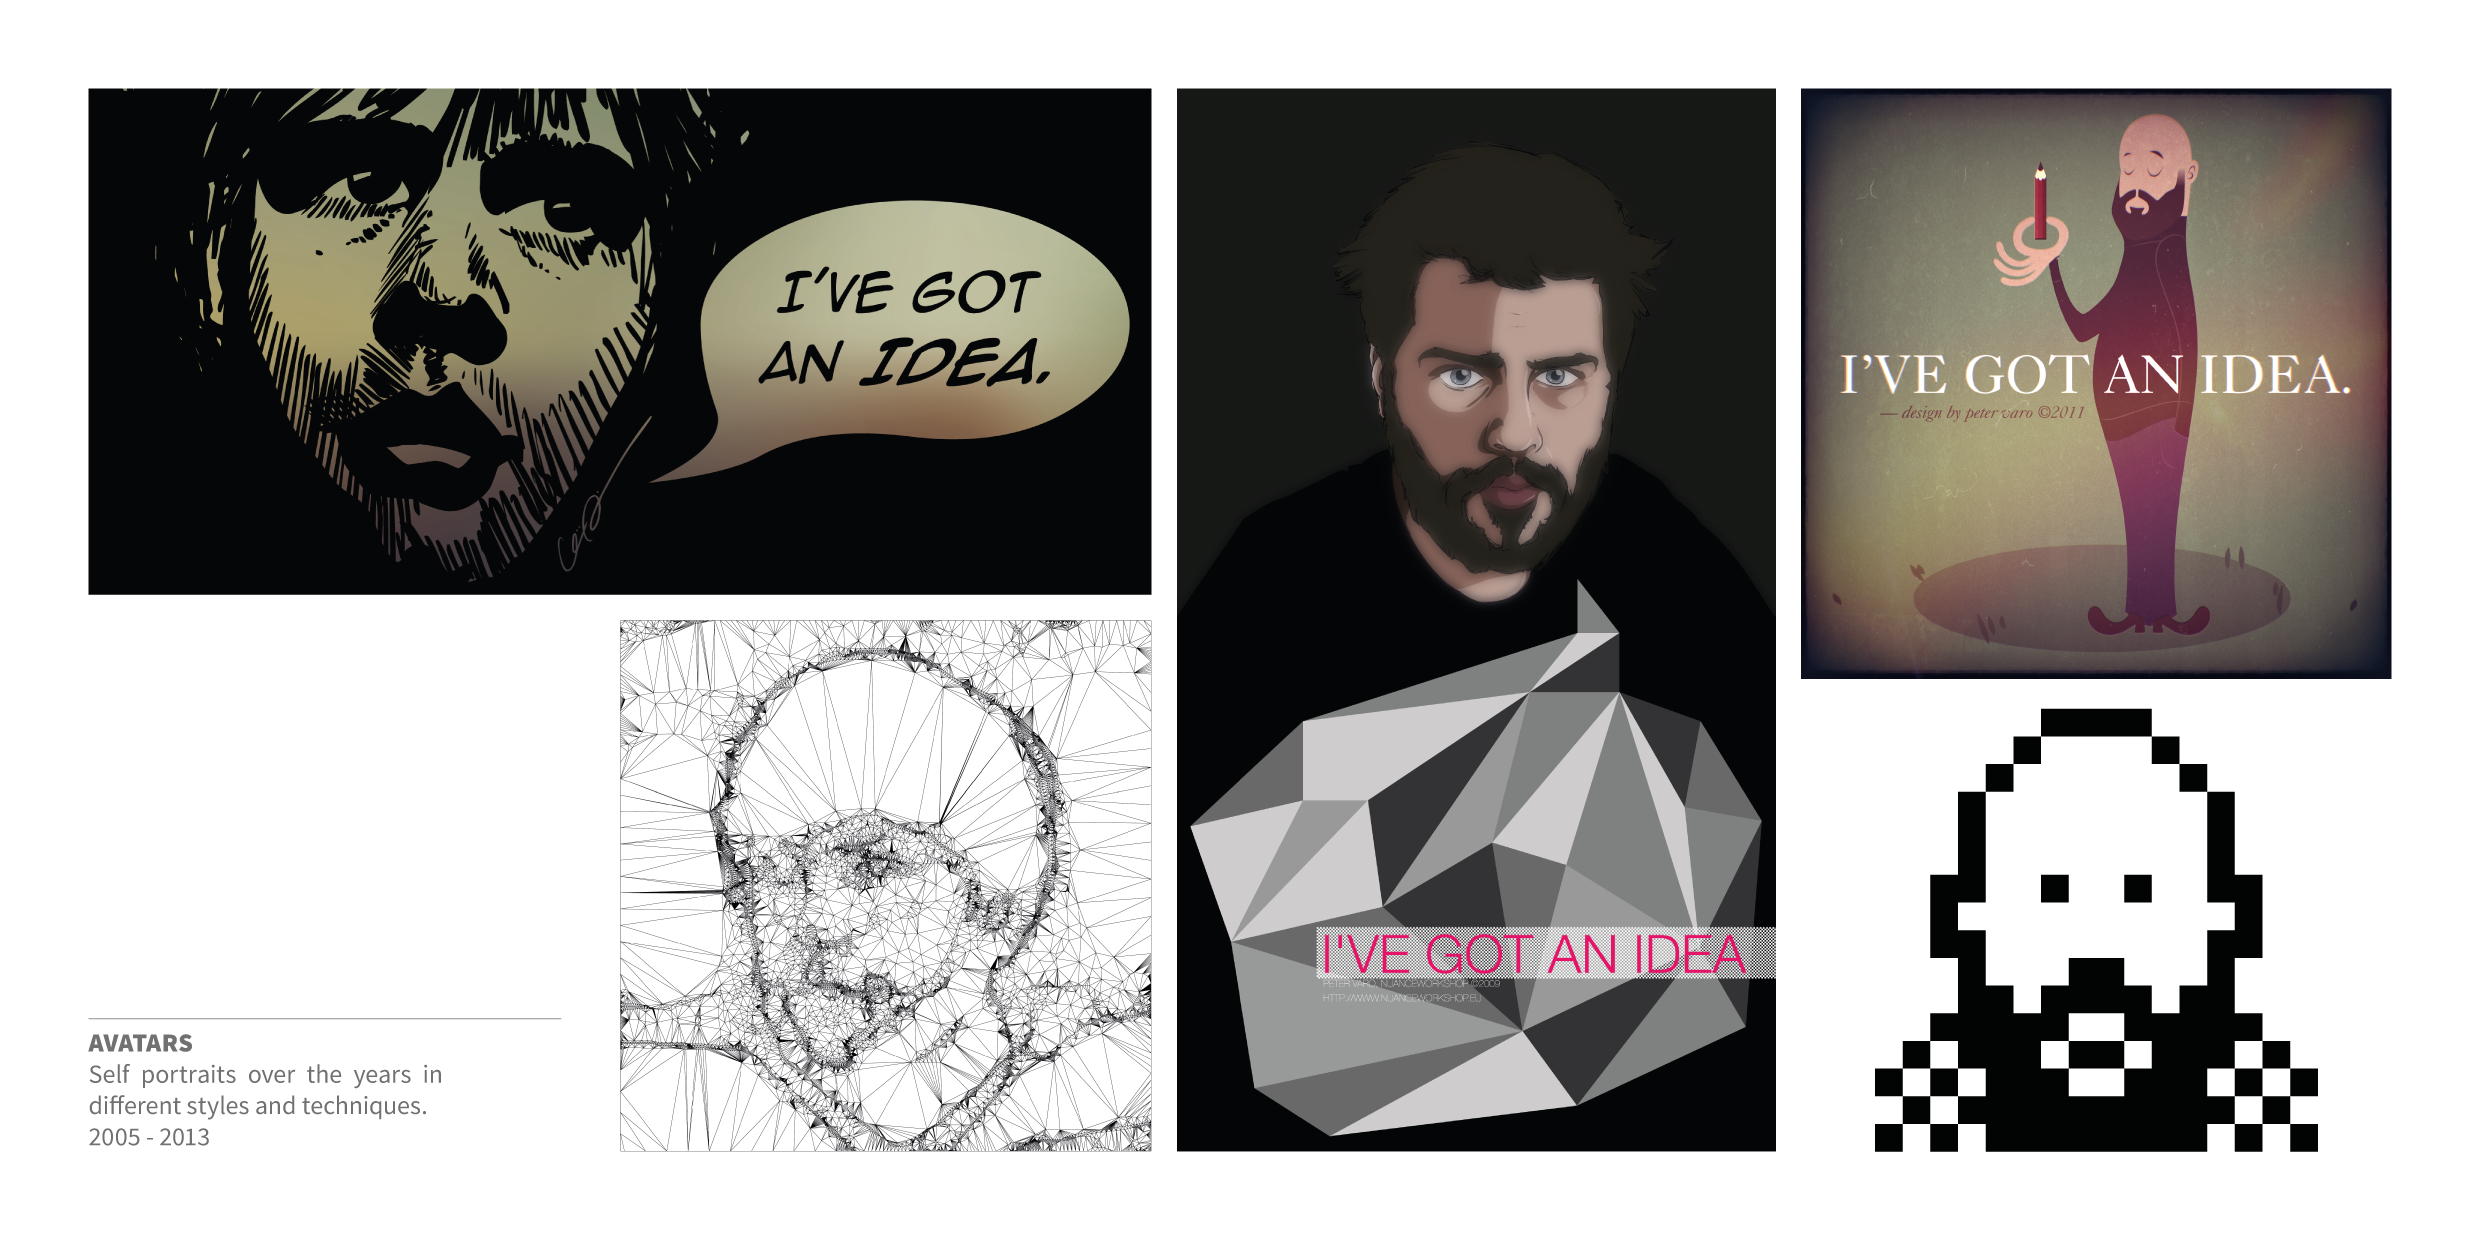 I'VE GOT
AN IDEA.
I'VE GOT AN IDEA
PETER VARO, NUANCEWORKSHOP ©2009
HTTP://WWW.NUANCEWORKSHOP.EU
I'VE GOT AN IDEA.
— design by peter varo ©2011
AVATARS
Self portraits over the years in
different styles and techniques.
2005 - 2013